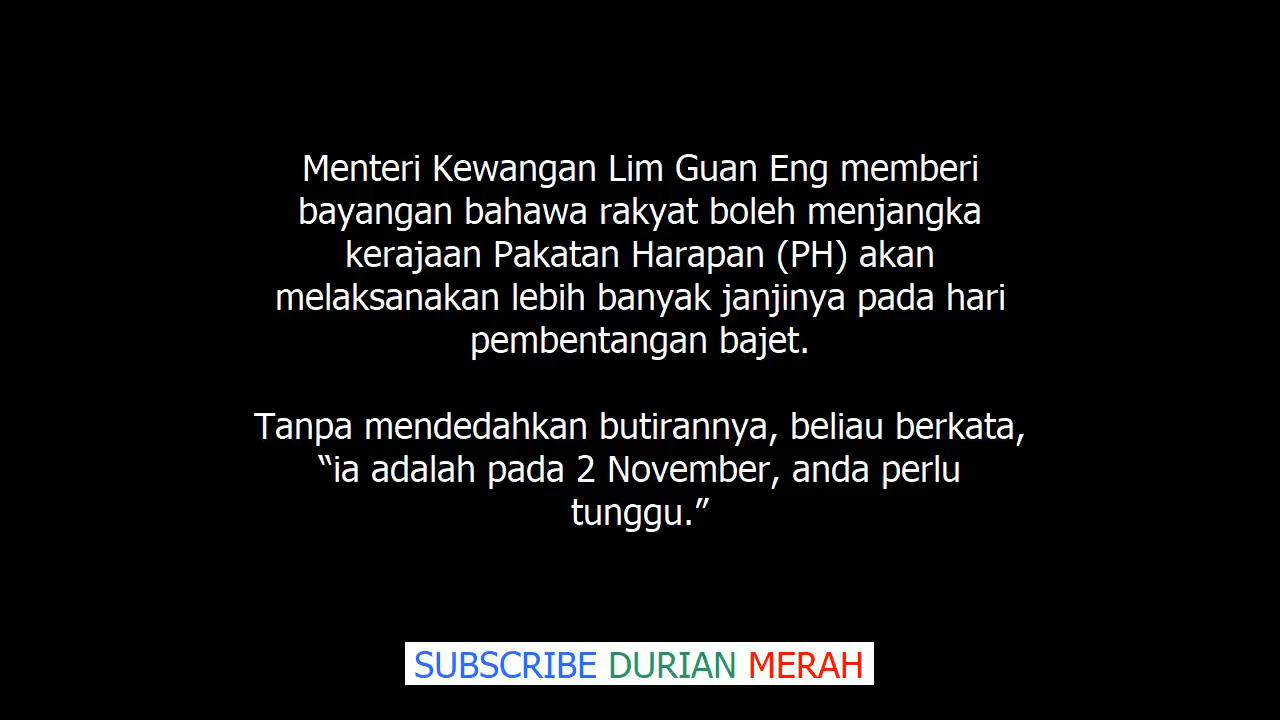 Menteri Kewangan Lim Guan Eng memberi
bayangan bahawa rakyat boleh menjangka
kerajaan Pakatan Harapan (PH) akan
melaksanakan lebih banyak janjinya pada hari
pembentangan bajet.
Tanpa mendedahkan butirannya, beliau berkata,
“ia adalah pada 2 November, anda perlu
tunggu.”
SUBSCRIBE DURIAN MERAH